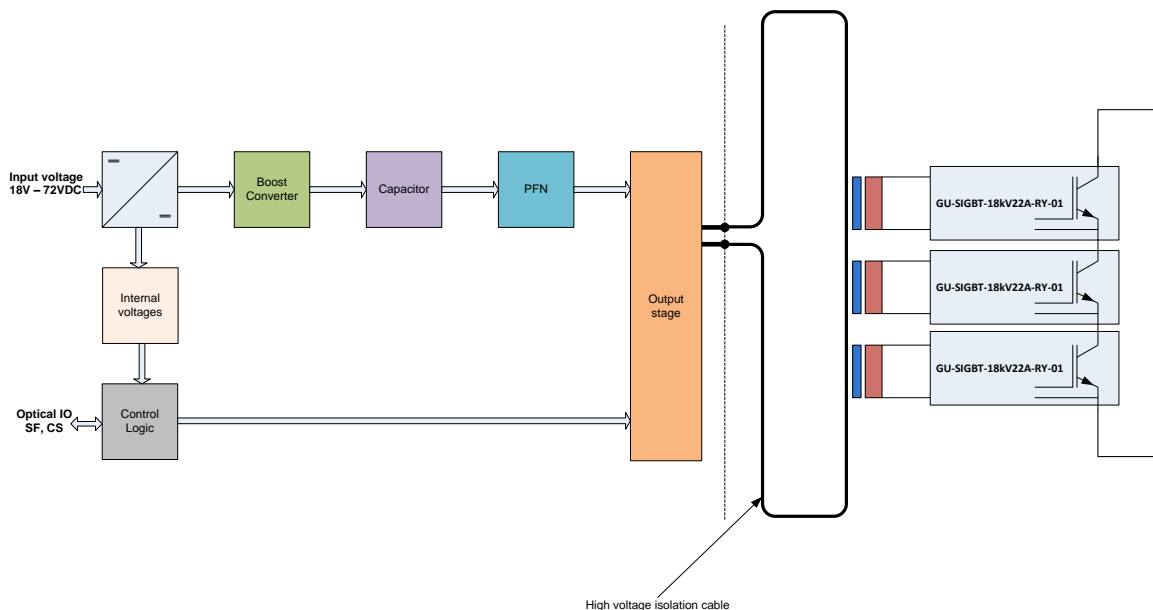 Input voltage
18V – 72VDC
Boost
Converter
Capacitor
PFN
Internal
voltages
Output
stage
Optical IO
SF, CS
Control
Logic
GU-SIGBT-18kV22A-RY-01
GU-SIGBT-18kV22A-RY-01
GU-SIGBT-18kV22A-RY-01
High voltage isolation cable